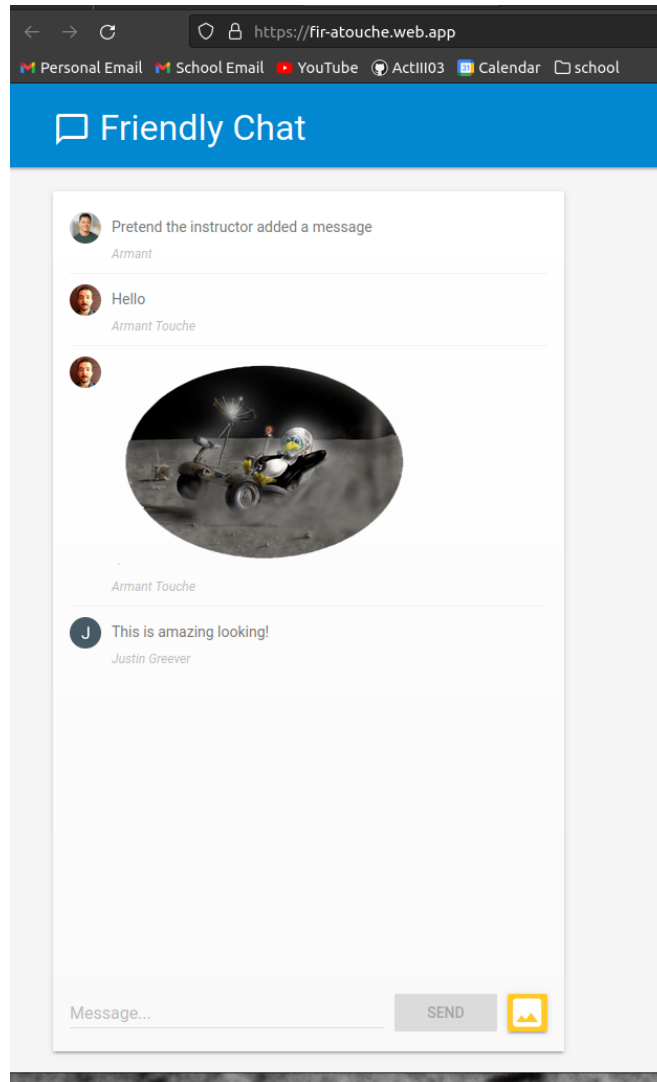 https://fir-atouche.web.app
Personal Email School Email YouTube ActIII03 31 Calendar school
Friendly Chat
Pretend the instructor added a message
Armant
Hello
Armant Touche
Armant Touche
J This is amazing looking!
Justin Greever
Message... SEND